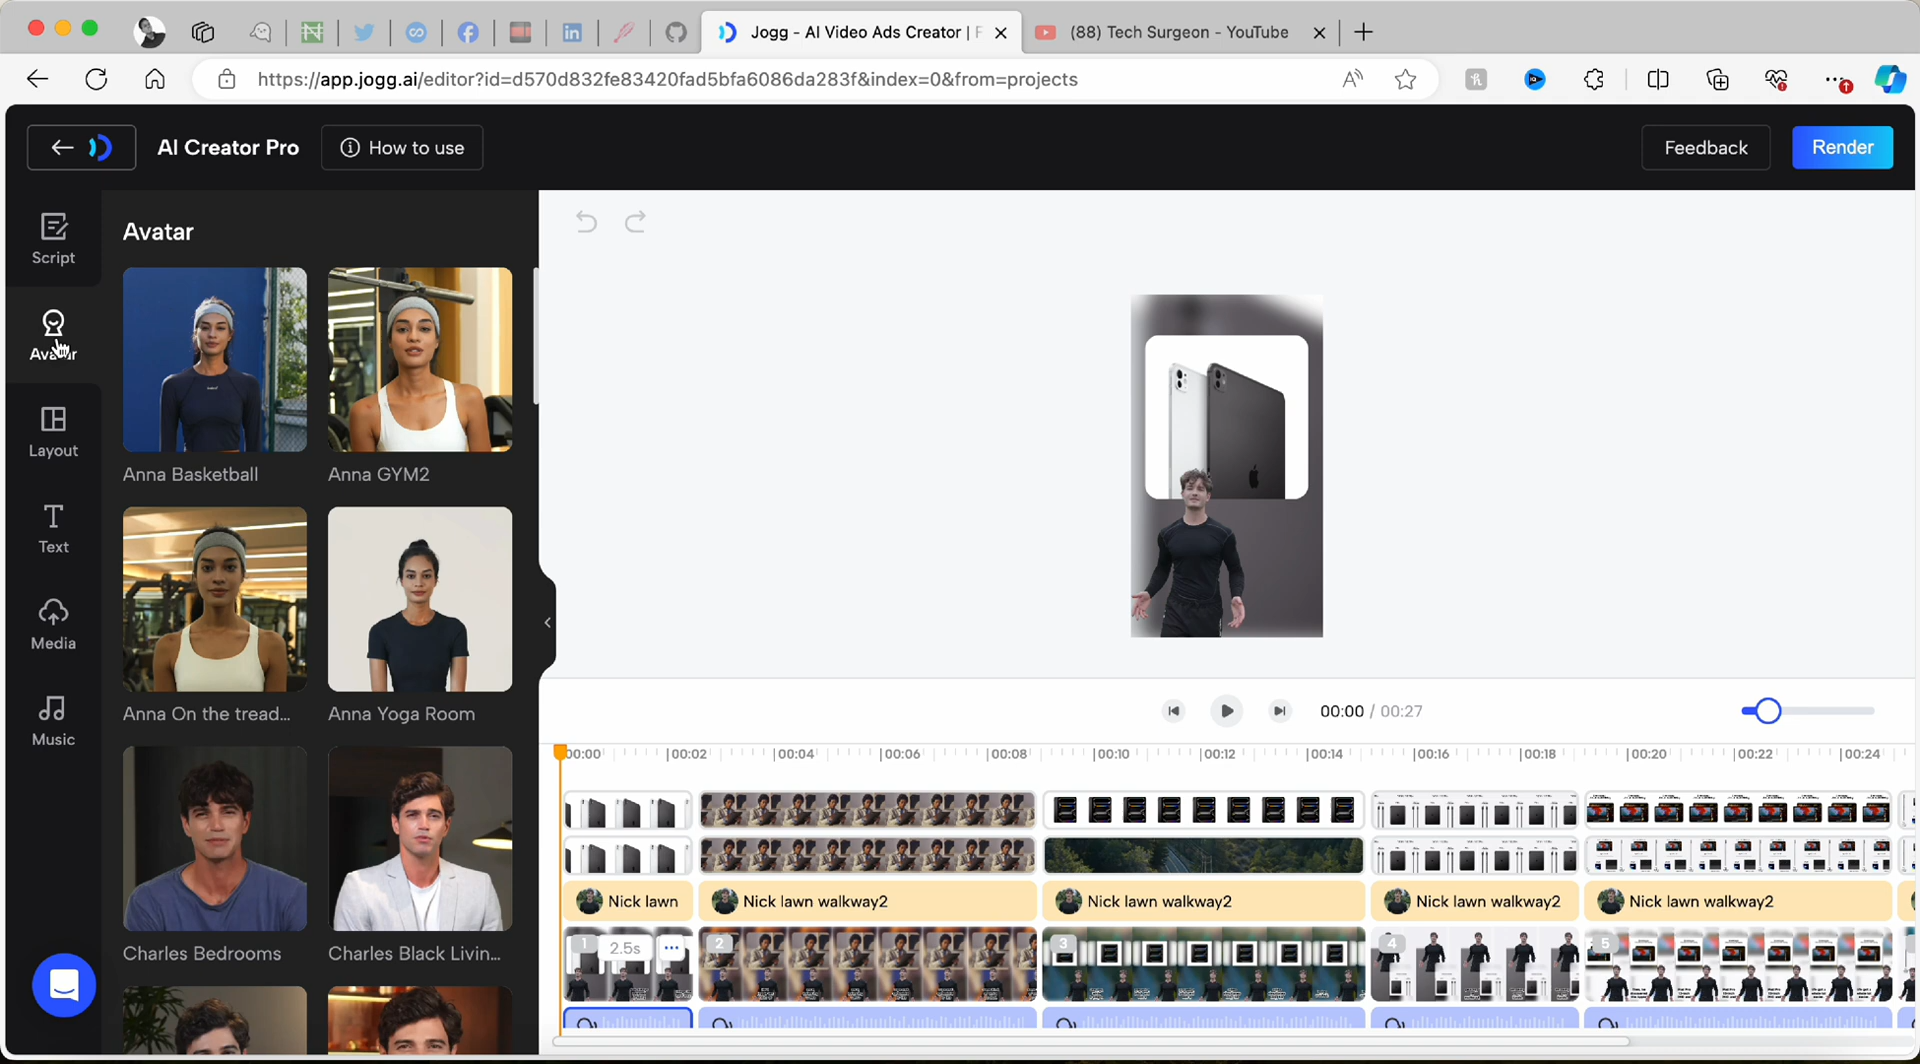 Jogg - AI Video Ads Creator | F
(88) Tech Surgeon - YouTube
https://app.jogg.ai/editor?id=d570d832fe83420fad5bfa6086da283f&index=0&from=projects
AI Creator Pro
How to use
Feedback
Render
Script
Avatar
Layout
Text
Media
Music
Avatar
Anna Basketball
Anna GYM2
Anna On the tread...
Anna Yoga Room
Charles Bedrooms
Charles Black Livin...
00:00 / 00:27
00:00
00:02
00:04
00:06
00:08
00:10
00:12
00:14
00:16
00:18
00:20
00:22
00:24
Nick lawn
Nick lawn walkway2
Nick lawn walkway2
Nick lawn walkway2
Nick lawn walkway2
1
2.5s
2
3
4
5